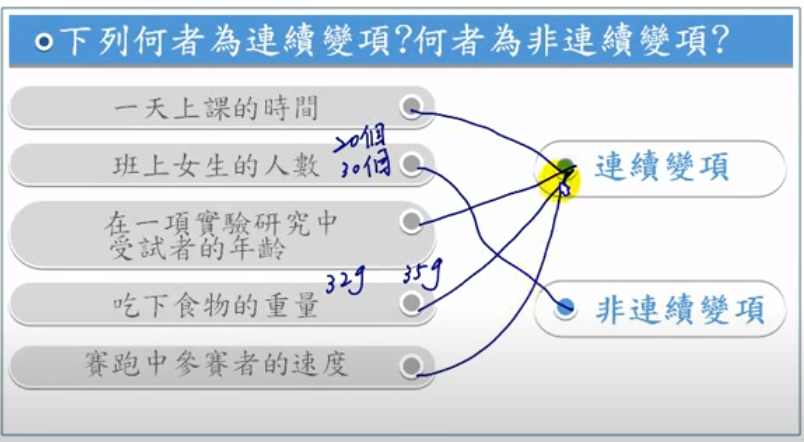 下列何者為連續變項?何者為非連續變項?
一天上課的時間
20個
班上女生的人數
30個
連續變項
在一項實驗研究中
受試者的年齡
32g 35g
吃下食物的重量
非連續變項
賽跑中參賽者的速度